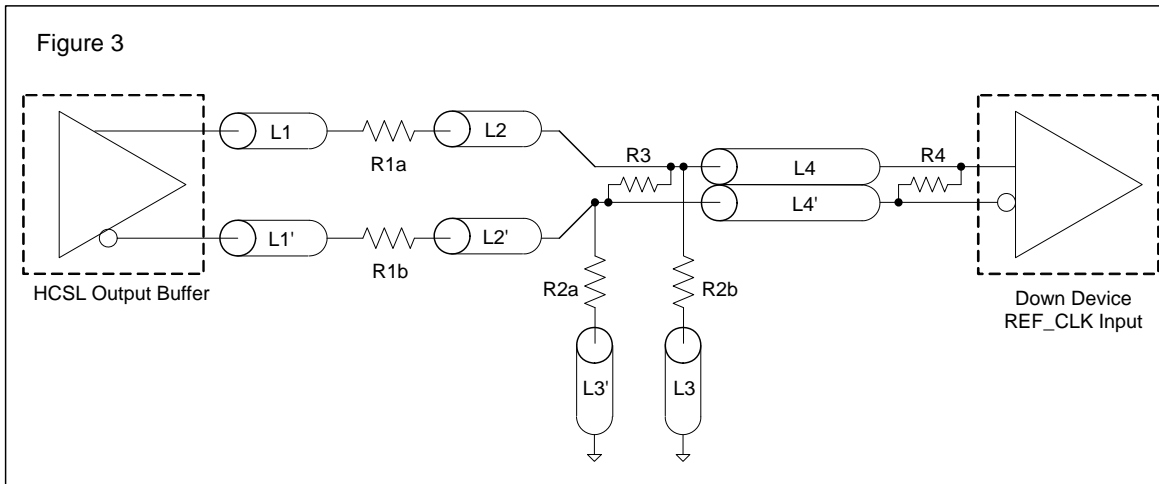 Figure 3
L1
R1a
L2
R3
L4
R4
L1'
R1b
L2'
L4'
HCSL Output Buffer
R2a
R2b
Down Device
REF_CLK Input
L3'
L3